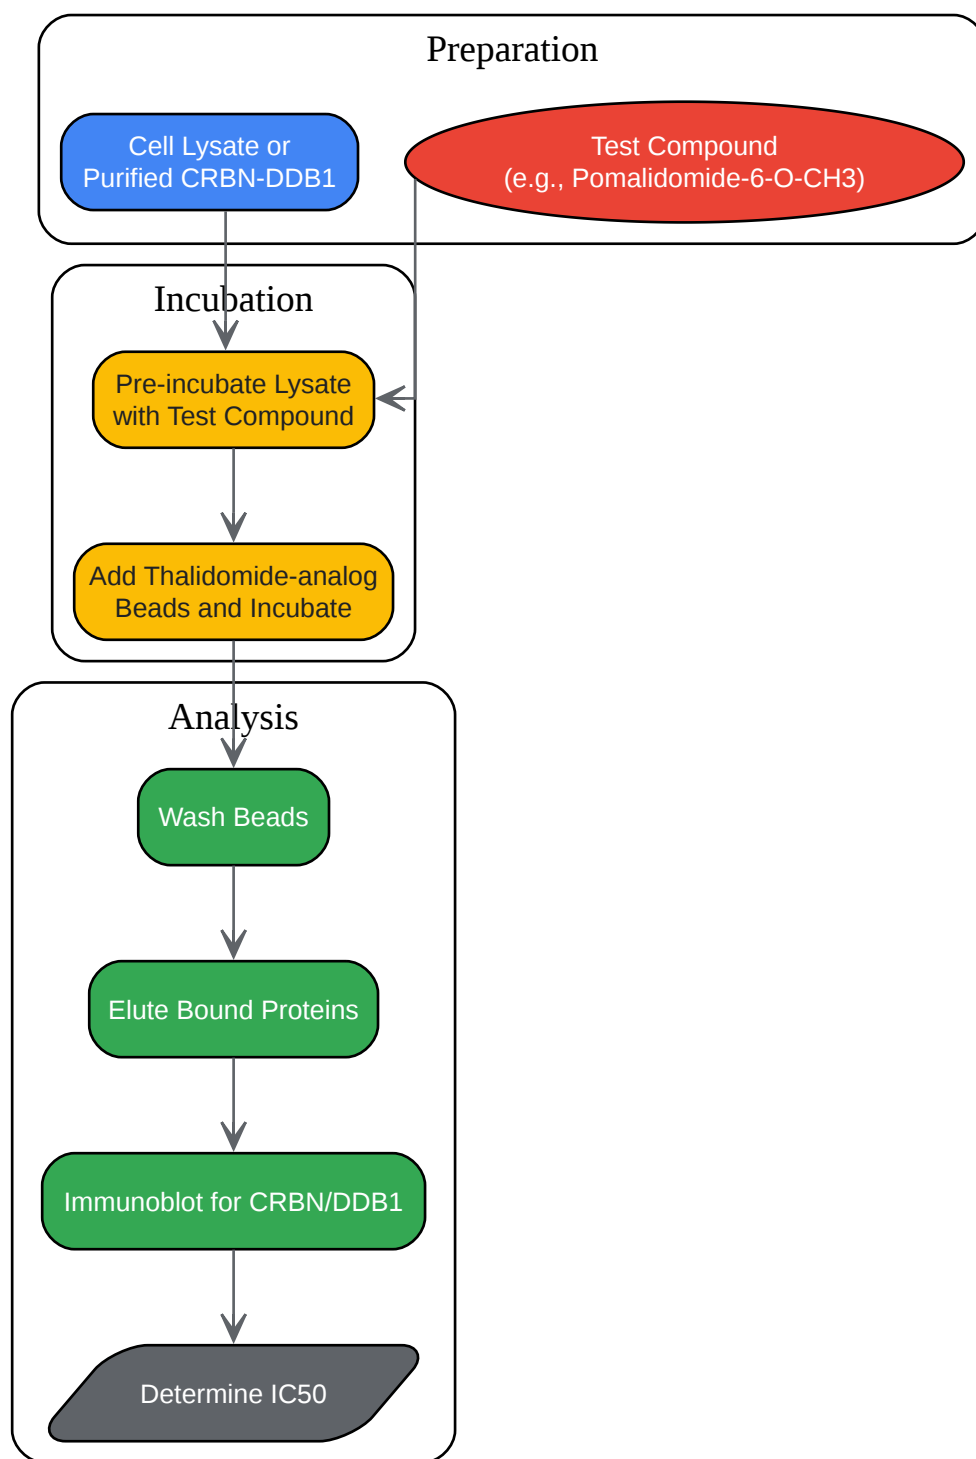 Preparation
Cell Lysate or
Purified CRBN-DDB1
Test Compound
(e.g., Pomalidomide-6-O-CH3)
Incubation
Pre-incubate Lysate
with Test Compound
Add Thalidomide-analog
Beads and Incubate
Analysis
Wash Beads
Elute Bound Proteins
Immunoblot for CRBN/DDB1
Determine IC50